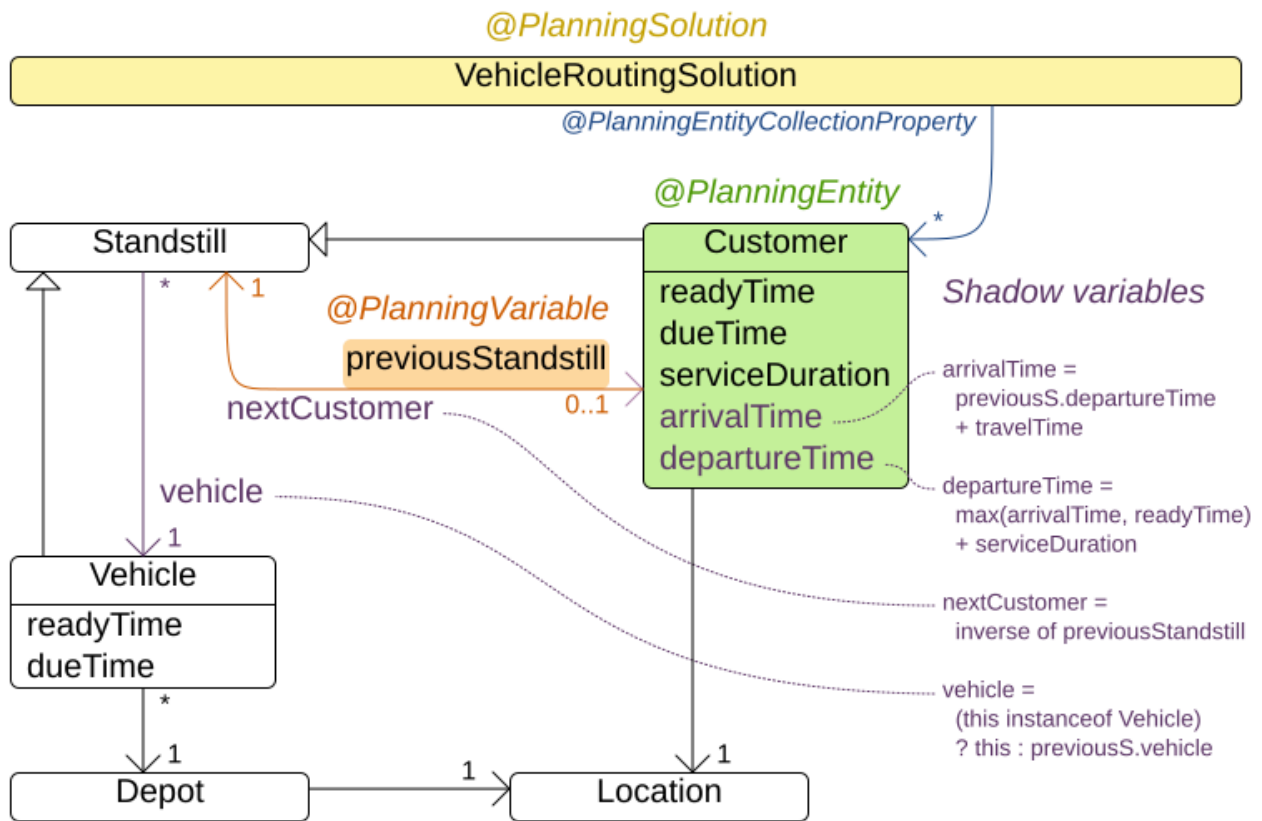 @PlanningSolution
VehicleRoutingSolution
@PlanningEntityCollectionProperty
@PlanningEntity
*
Standstill
Customer
*
1
@PlanningVariable
previousStandstill
0..1
nextCustomer
readyTime
dueTime
serviceDuration
arrivalTime
departureTime
Shadow variables
arrivalTime =
previousS.departureTime
+ travelTime
departureTime =
max(arrivalTime, readyTime)
+ serviceDuration
nextCustomer =
inverse of previousStandstill
vehicle =
(this instanceof Vehicle)
? this : previousS.vehicle
vehicle
1
Vehicle
readyTime
dueTime
*
1
1
1
Depot
Location